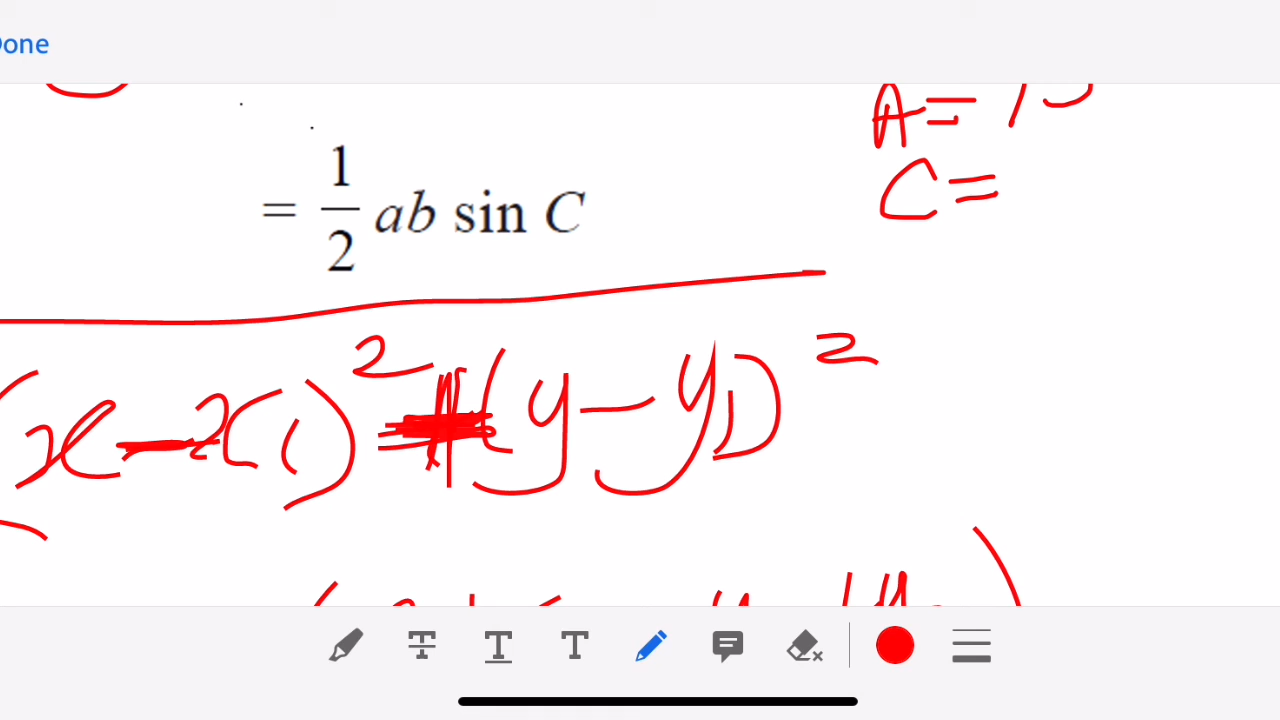 Done
A =
C =
= 1/2 ab sin C
(x - x1)² + (y - y1)²